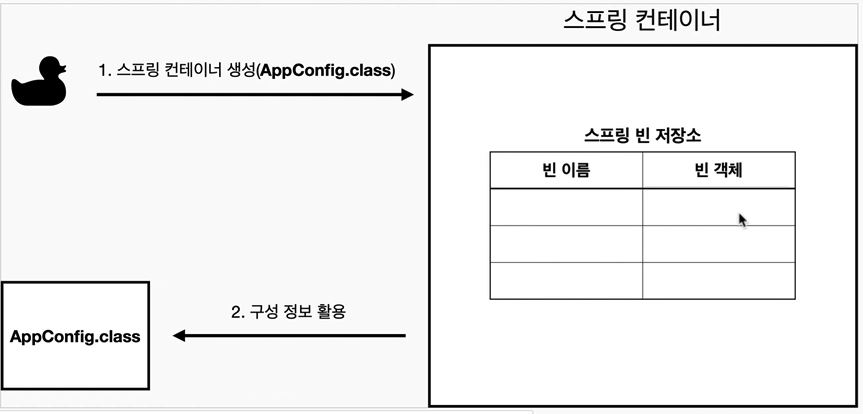 스프링 컨테이너
1. 스프링 컨테이너 생성(AppConfig.class)
스프링 빈 저장소
빈 이름 빈 객체
2. 구성 정보 활용
AppConfig.class